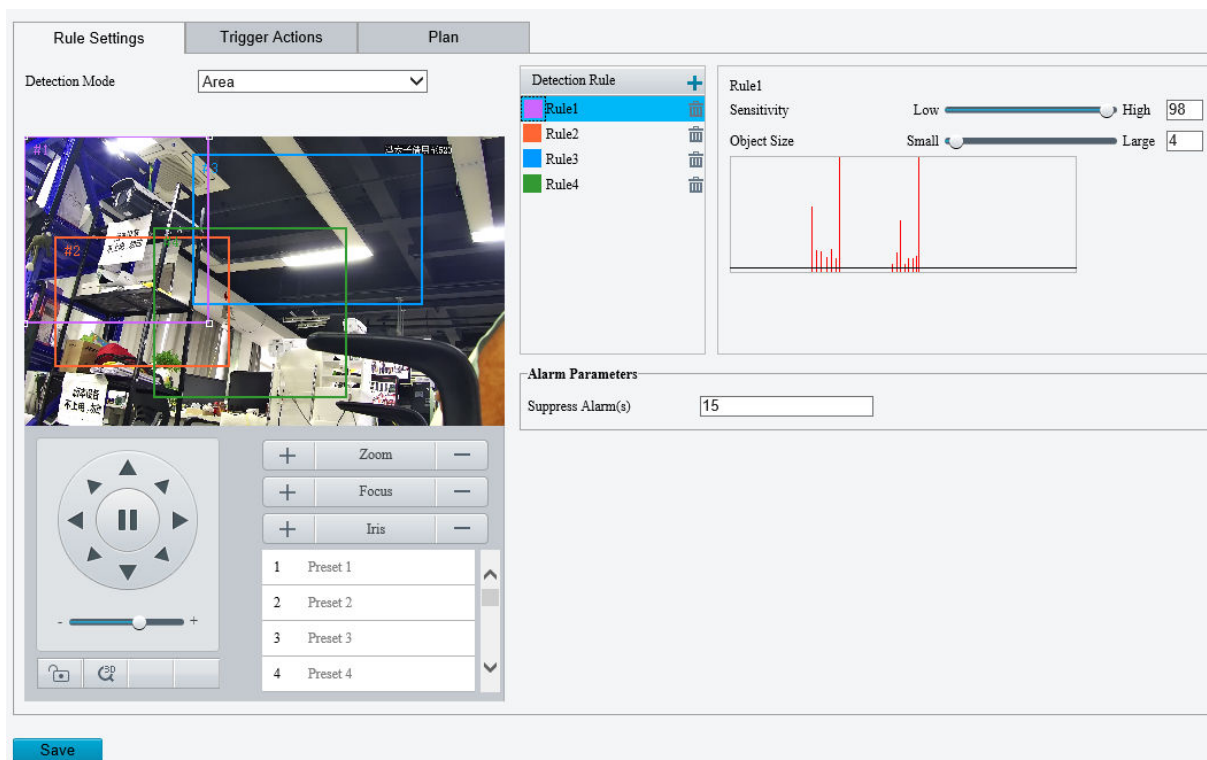 Rule Settings
Trigger Actions
Plan
Detection Mode
Area
Detection Rule
Rule1
Rule2
Rule3
Rule4
Rule1
Sensitivity
Low
High
98
Object Size
Small
Large
4
#1
#3
#2
Alarm Parameters
Suppress Alarm(s)
15
Zoom
Focus
Iris
1 Preset 1
2 Preset 2
3 Preset 3
4 Preset 4
- +
3D
Save